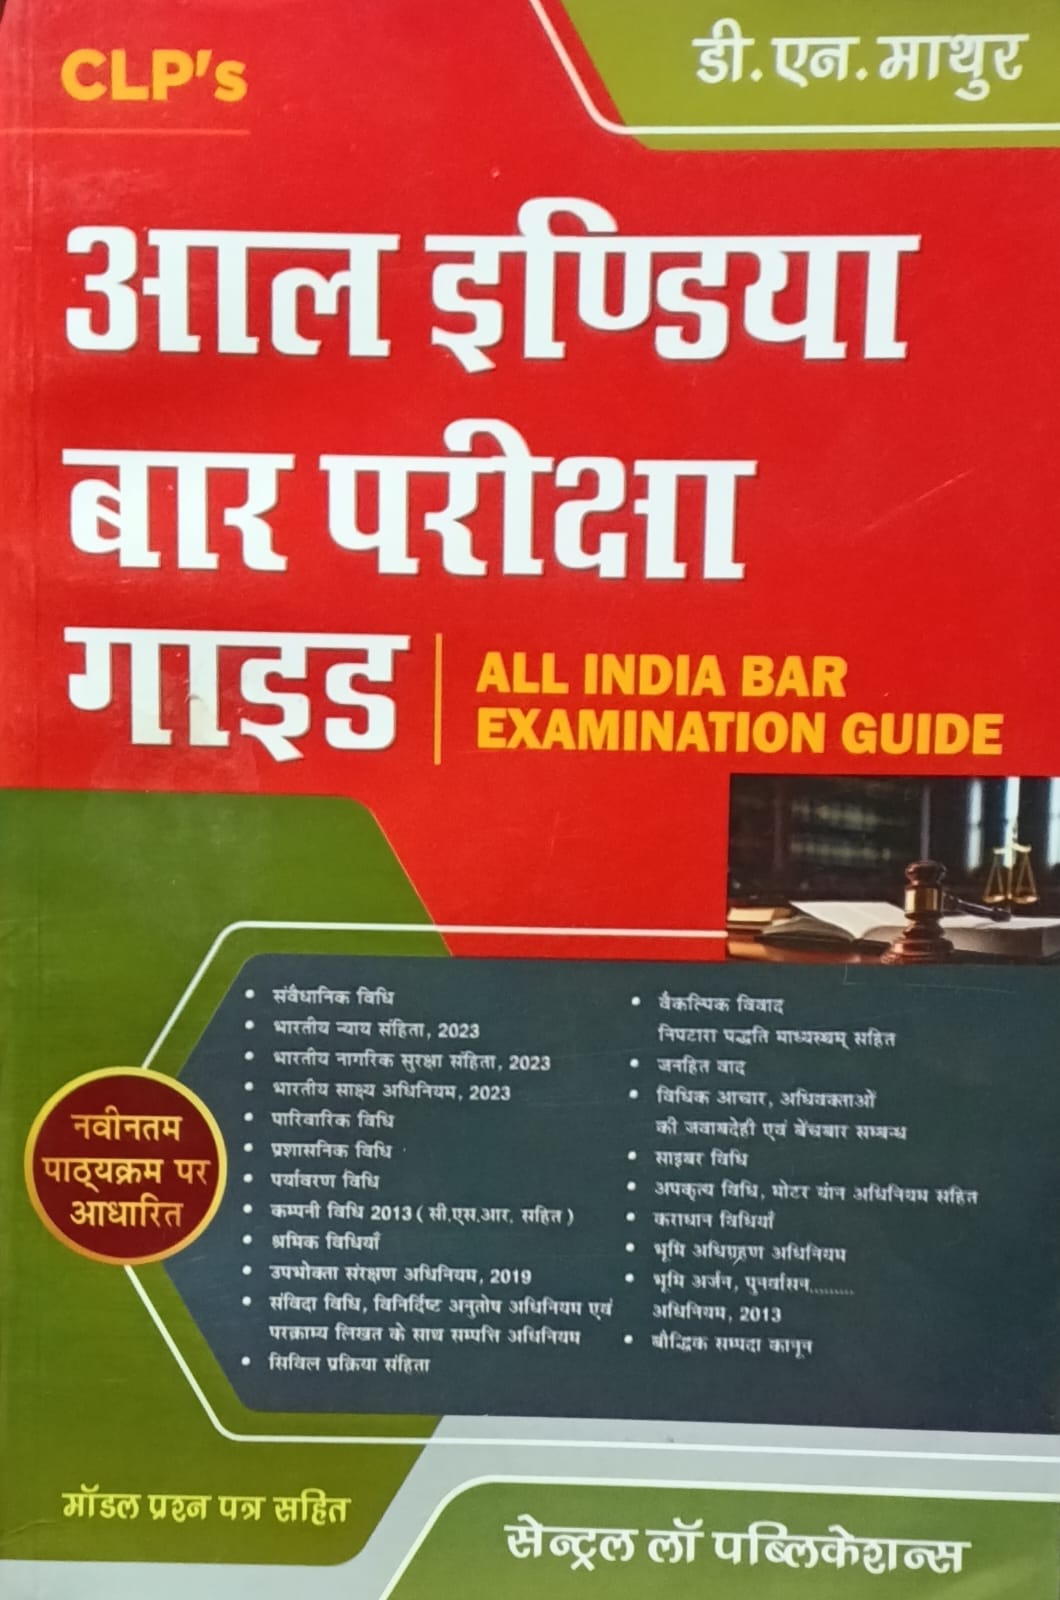 CLP's
डी. एन. माथुर
आल इण्डिया
बार परीक्षा
गाइड
ALL INDIA BAR
EXAMINATION GUIDE
नवीनतम
पाठ्यक्रम पर
आधारित
• संवैधानिक विधि
• भारतीय न्याय संहिता, 2023
• भारतीय नागरिक सुरक्षा संहिता, 2023
• भारतीय साक्ष्य अधिनियम, 2023
• पारिवारिक विधि
• प्रशासनिक विधि
• पर्यावरण विधि
• कम्पनी विधि 2013 ( सी.एस.आर. सहित )
• श्रमिक विधियाँ
• उपभोक्ता संरक्षण अधिनियम, 2019
• संविदा विधि, विनिर्दिष्ट अनुतोष अधिनियम एवं
परक्राम्य लिखत के साथ सम्पत्ति अधिनियम
• सिविल प्रक्रिया संहिता
• वैकल्पिक विवाद
निपटारा पद्धति माध्यस्थम् सहित
• जनहित वाद
• विधिक आचार, अधिवक्ताओं
की जवाबदेही एवं बेंचबार सम्बन्ध
• साइबर विधि
• अपकृत्य विधि, मोटर यान अधिनियम सहित
• कराधान विधियाँ
• भूमि अधिग्रहण अधिनियम
• भूमि अर्जन, पुनर्वासन.........
अधिनियम, 2013
• बौद्धिक सम्पदा कानून
मॉडल प्रश्न पत्र सहित
सेन्ट्रल लॉ पब्लिकेशन्स